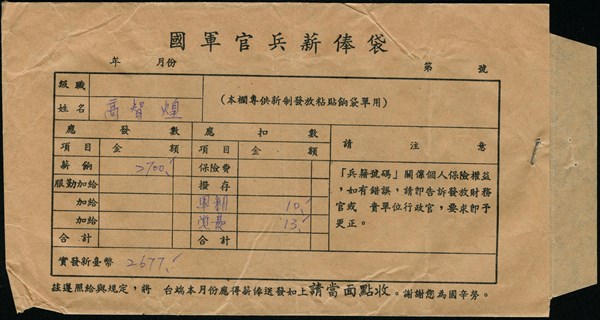 國軍官兵薪俸袋
年 月份 第 號
級職
姓名 高智煌
(本欄專供新制發放粘貼餉袋單用)
應發數 應扣數 請注意
項目 金額 項目 金額
薪餉 2700 保險費
服勤加給 撥存
加給 10
加給 13
合計 合計
「兵籍號碼」關係個人保險權益
，如有錯誤，請即告訴發放財務
官或 貴單位行政官，要求即予
更正。
實發新臺幣 2677
茲遵照給與規定，將 台端本月份應得薪俸送發如上請當面點收。謝謝您為國辛勞。